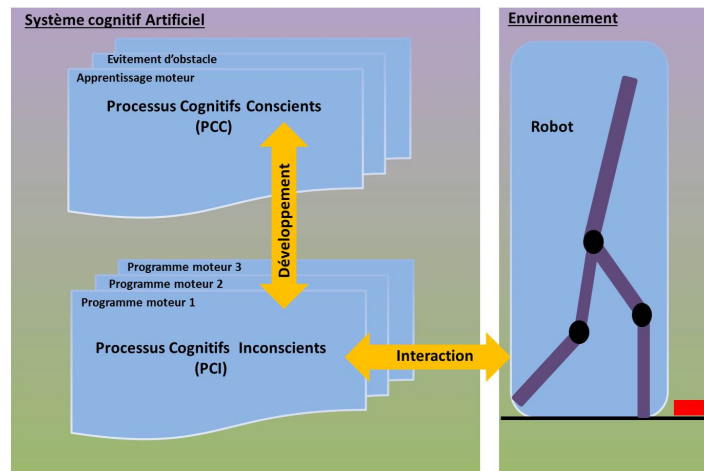 Système cognitif Artificiel
Evitement d'obstacle
Apprentissage moteur
Processus Cognitifs Conscients
(PCC)
Développement
Programme moteur 3
Programme moteur 2
Programme moteur 1
Processus Cognitifs Inconscients
(PCI)
Interaction
Environnement
Robot